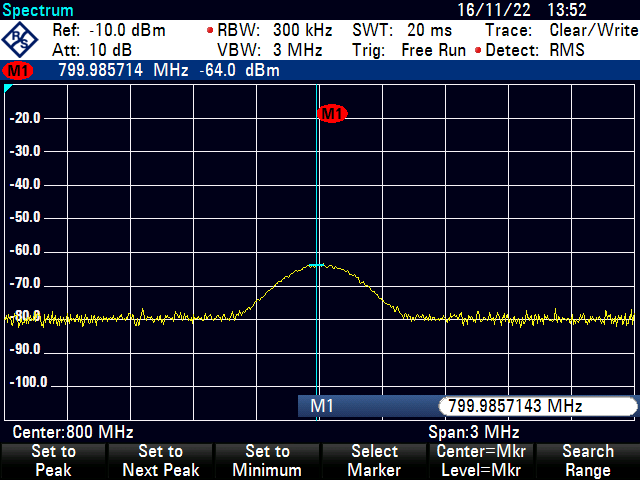 Spectrum 16/11/22 13:52
Ref: -10.0 dBm RBW: 300 kHz SWT: 20 ms Trace: Clear/Write
Att: 10 dB VBW: 3 MHz Trig: Free Run Detect: RMS
M1 799.985714 MHz -64.0 dBm
M1
-20.0
-30.0
-40.0
-50.0
-60.0
-70.0
-80.0
-90.0
-100.0
M1 799.9857143 MHz
Center:800 MHz Span:3 MHz
Set to Peak
Set to Next Peak
Set to Minimum
Select Marker
Center=Mkr Level=Mkr
Search Range